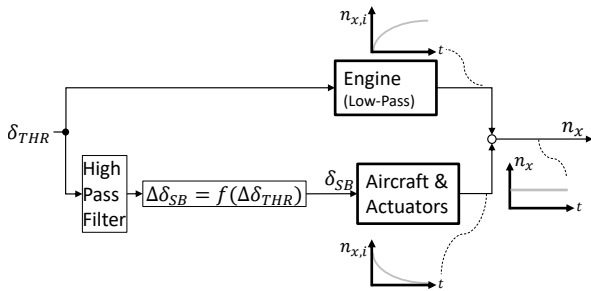 n_{x,i}
t
Engine
(Low-Pass)
δ_{THR}
n_x
High
Pass
Filter
Δδ_{SB} = f(Δδ_{THR})
δ_{SB}
Aircraft &
Actuators
n_x
t
n_{x,i}
t